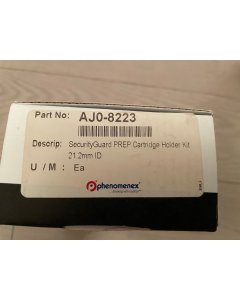 Part No: AJ0-8223
Descrip: SecurityGuard PREP Cartridge Holder Kit
21.2mm ID
U / M : Ea
phenomenex